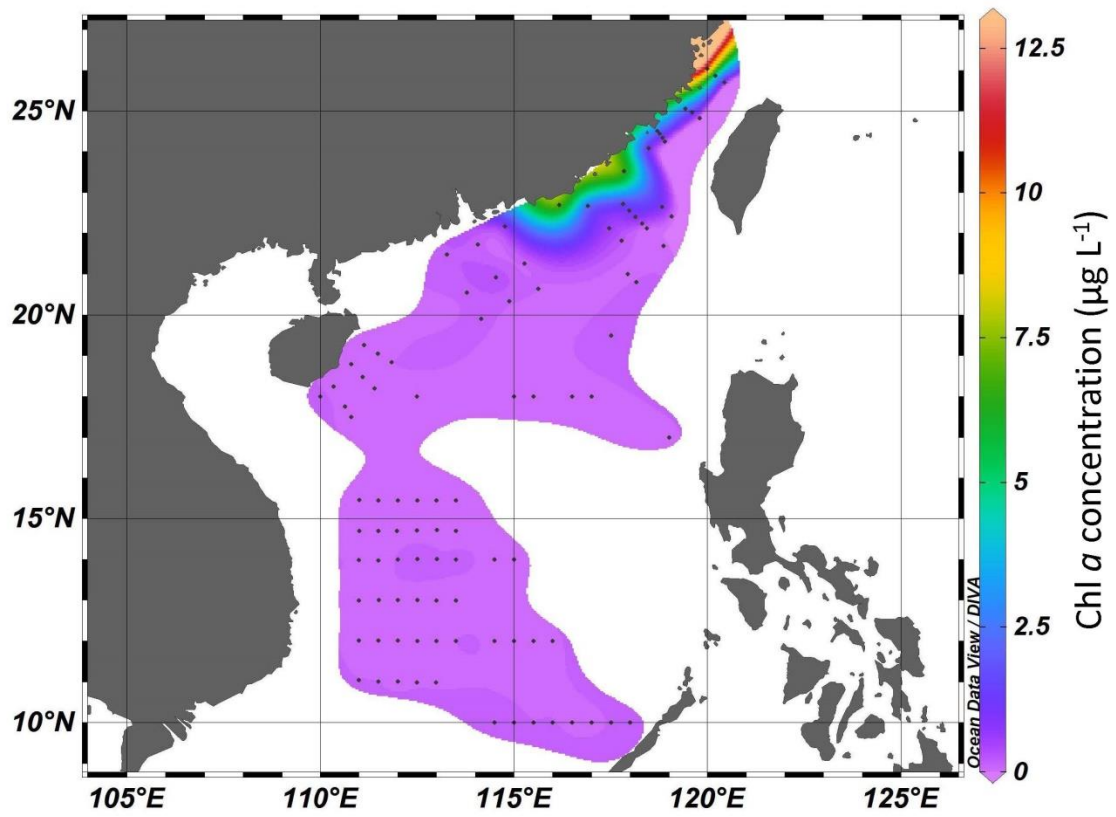 25°N
20°N
15°N
10°N
105°E
110°E
115°E
120°E
125°E
Ocean Data View / DIVA
12.5
10
7.5
5
2.5
0
Chl a concentration (µg L⁻¹)